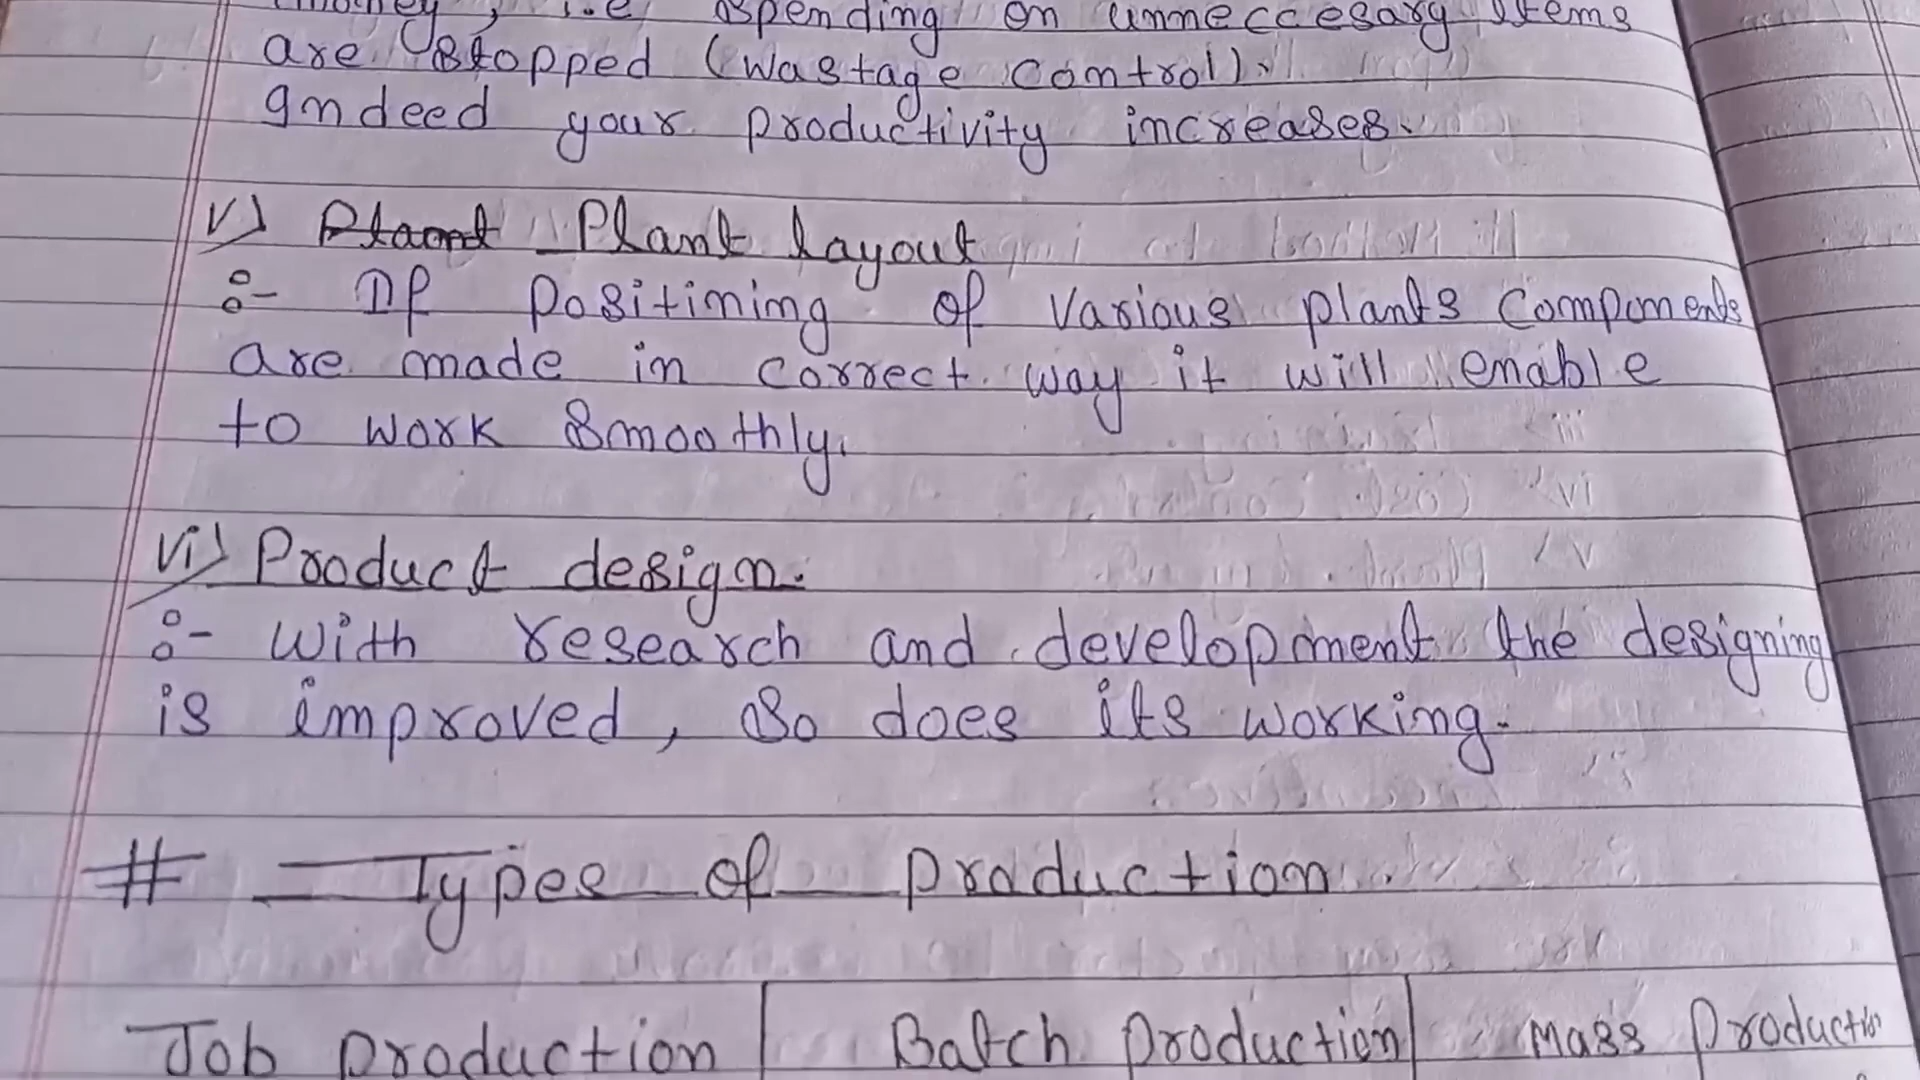 money, i.e spending on unneccesary items
are stopped (wastage control).
Indeed your productivity increases.
v) Plant Plant layout
:- If positining of various plants Components
are made in correct way it will enable
to work smoothly.
vi) Product design.
:- With research and development the designing
is improved, so does its working.
# Types of production
Job production | Batch production | Mass Production